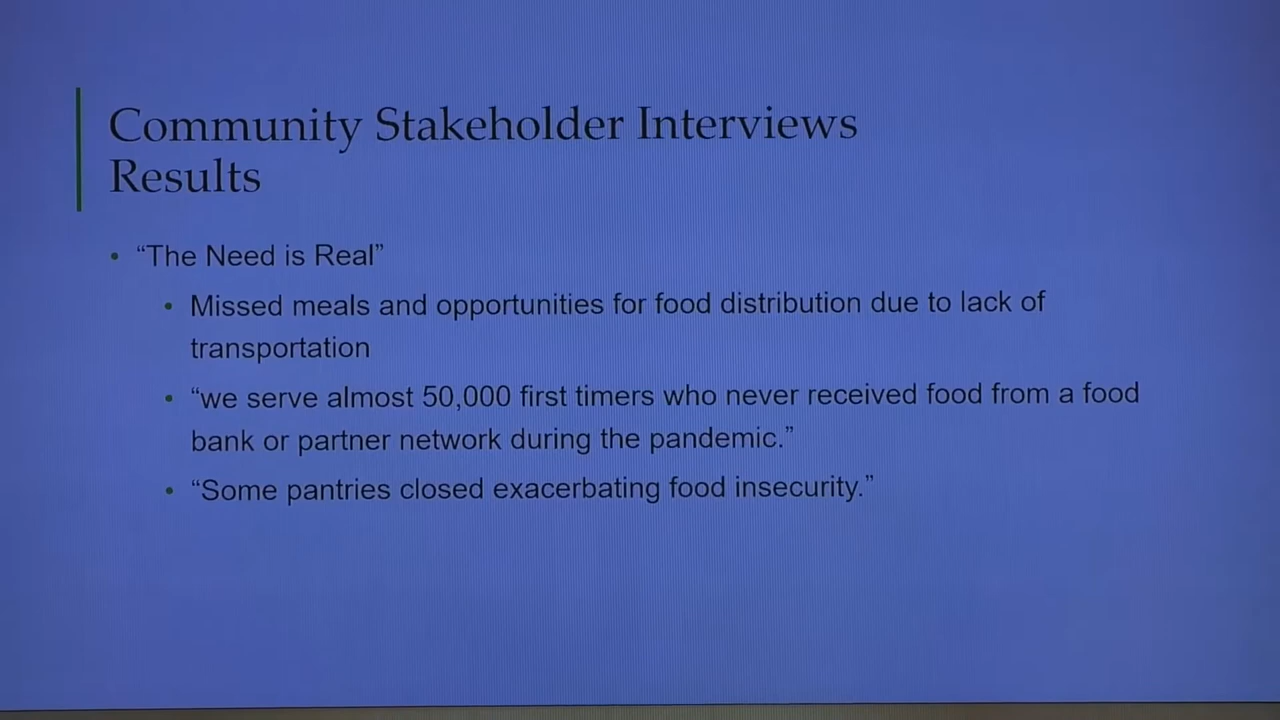 Community Stakeholder Interviews
Results
• “The Need is Real”
• Missed meals and opportunities for food distribution due to lack of
transportation
• “we serve almost 50,000 first timers who never received food from a food
bank or partner network during the pandemic.”
• “Some pantries closed exacerbating food insecurity.”